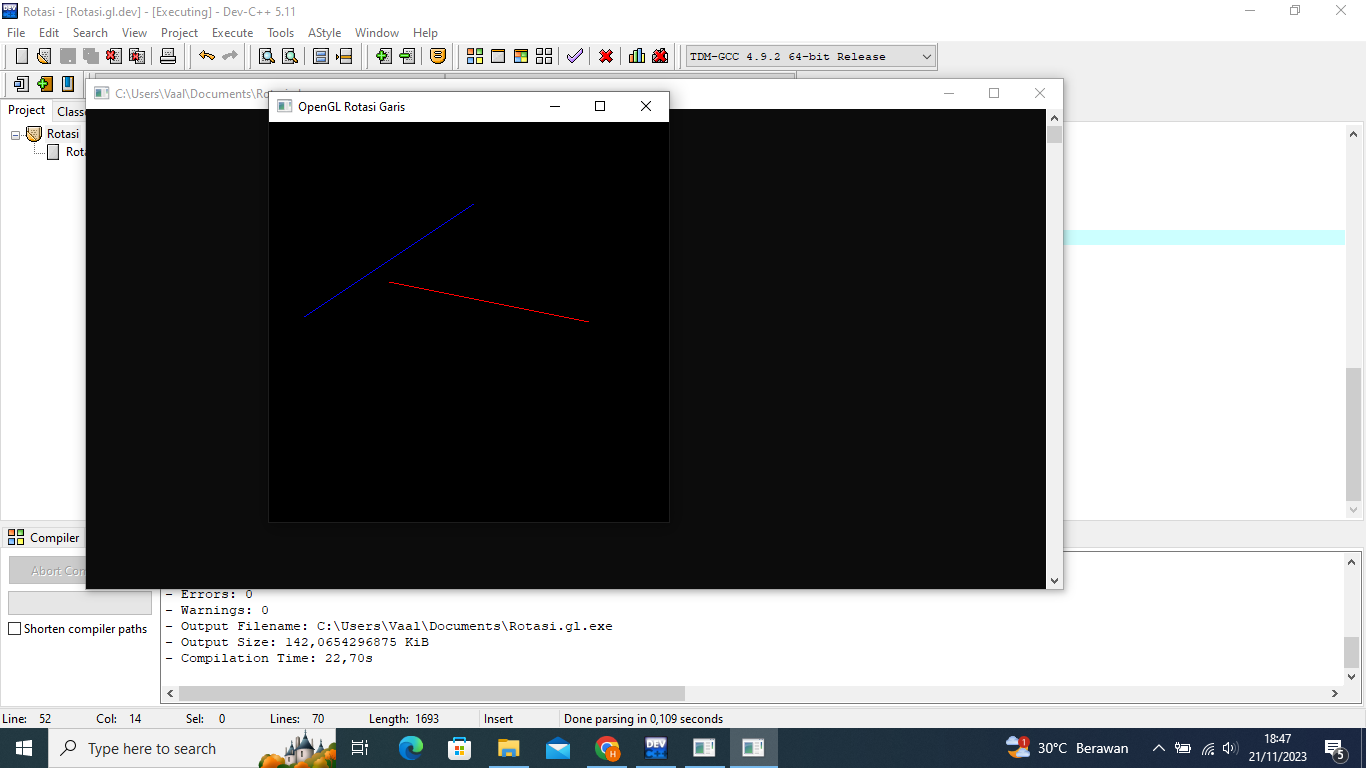 Rotasi - [Rotasi.gl.dev] - [Executing] - Dev-C++ 5.11
File Edit Search View Project Execute Tools AStyle Window Help
TDM-GCC 4.9.2 64-bit Release
C:\Users\Vaal\Documents\
OpenGL Rotasi Garis
Project
Rotasi
Compiler
Abort
- Errors: 0
- Warnings: 0
Shorten compiler paths
- Output Filename: C:\Users\Vaal\Documents\Rotasi.gl.exe
- Output Size: 142,0654296875 KiB
- Compilation Time: 22,70s
Line: 52 Col: 14 Sel: 0 Lines: 70 Length: 1693 Insert Done parsing in 0,109 seconds
Type here to search
DEV
1
30°C Berawan
18:47
21/11/2023
5